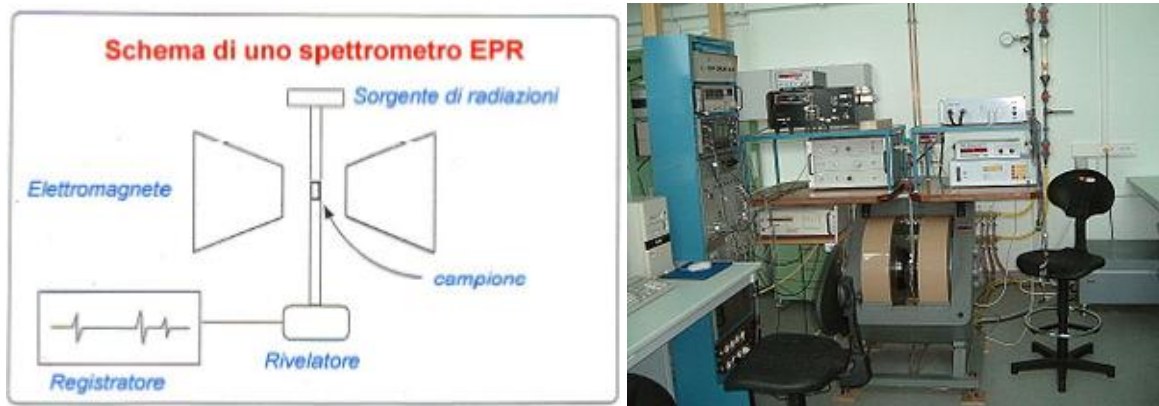 Schema di uno spettrometro EPR
Sorgente di radiazioni
Elettromagnete
campione
Rivelatore
Registratore